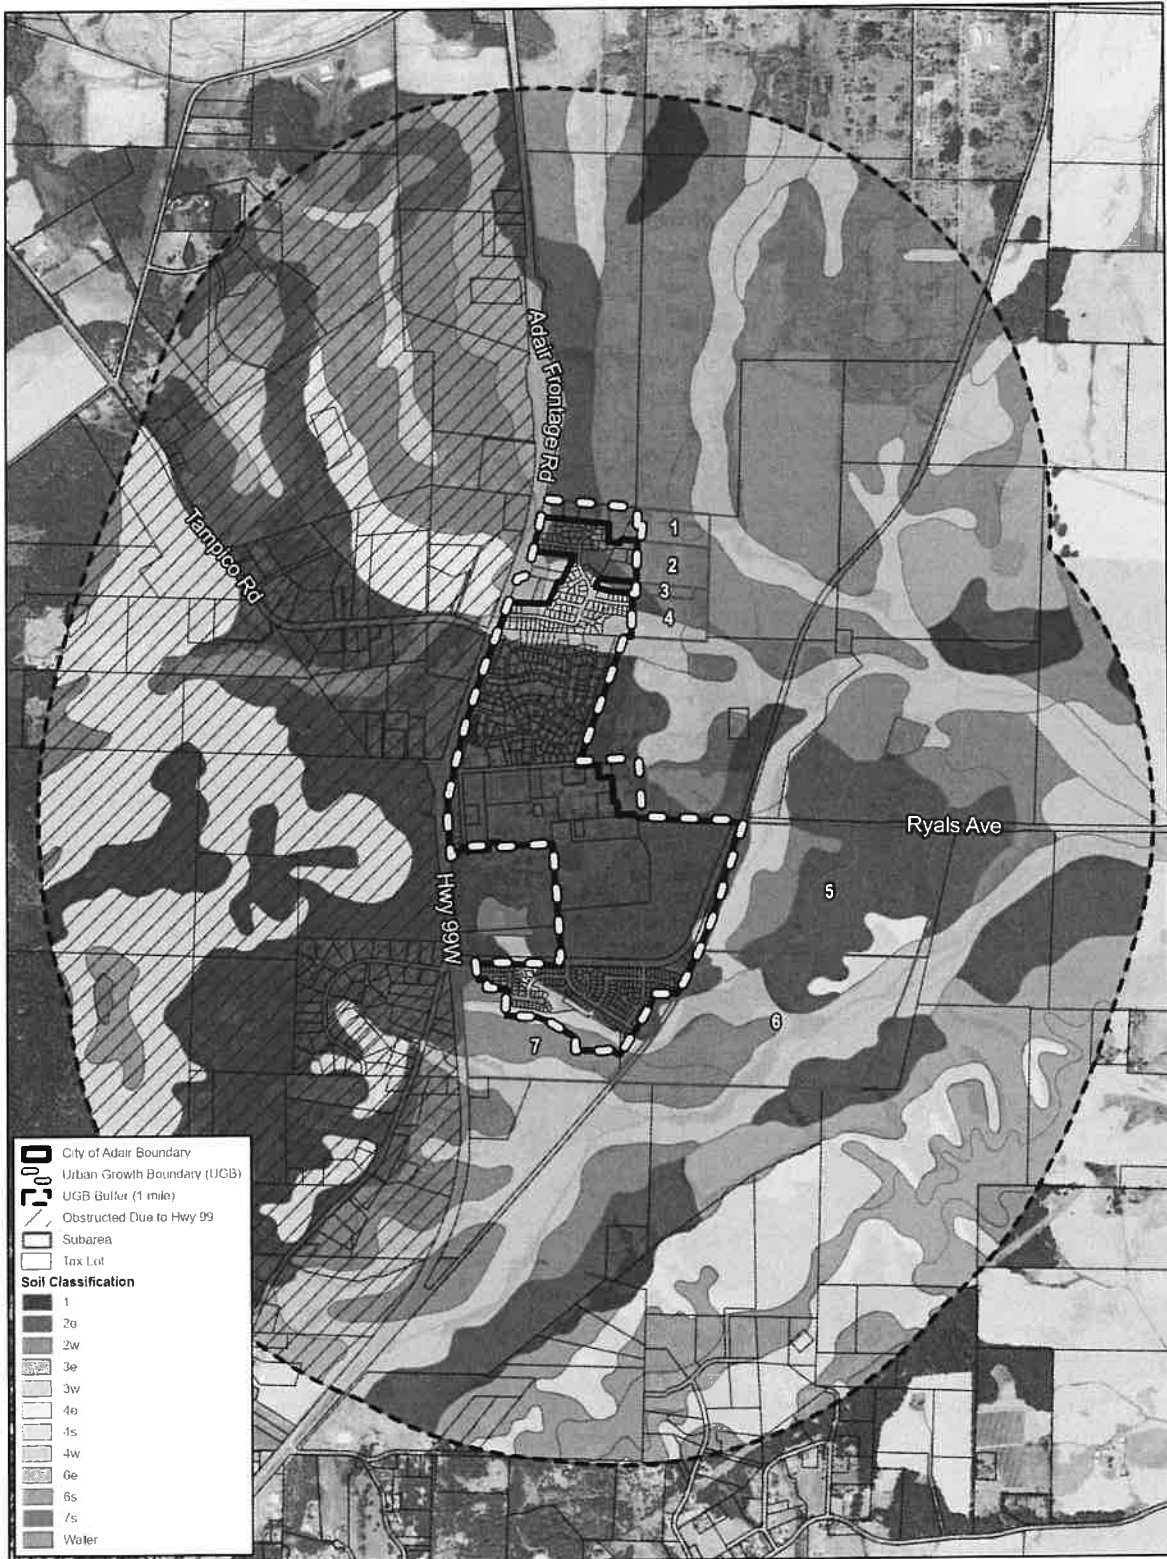 Adair Frontage Rd
1
2
3
4
Tampico Rd
Ryals Ave
5
Hwy 99W
6
7
City of Adair Boundary
Urban Growth Boundary (UGB)
UGB Buffer (1 mile)
Obstructed Due to Hwy 99
Subarea
Tax Lot
Soil Classification
1
2e
2w
3e
3w
4e
4s
4w
6e
6s
7s
Water